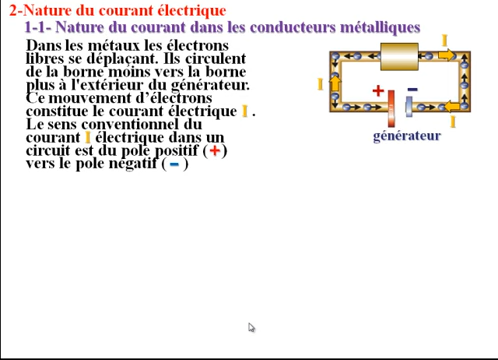 2-Nature du courant électrique
1-1- Nature du courant dans les conducteurs métalliques
Dans les métaux les électrons
libres se déplaçant. Ils circulent
de la borne moins vers la borne
plus à l'extérieur du générateur.
Ce mouvement d'électrons
constitue le courant électrique I .
Le sens conventionnel du
courant I électrique dans un
circuit est du pole positif (+)
vers le pole négatif ( - )
I
I
+ -
I
générateur